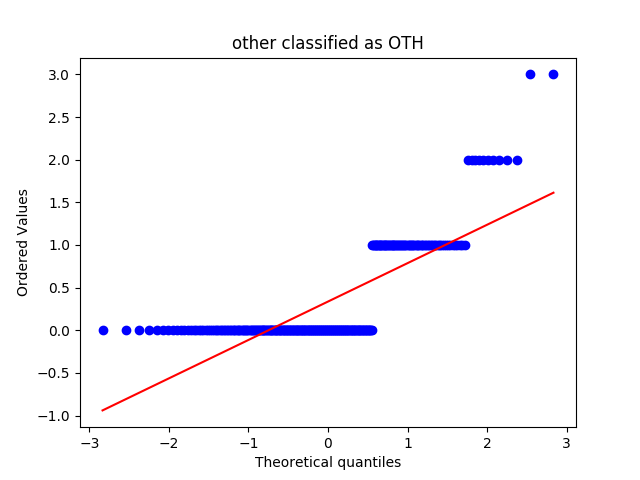 other classified as OTH
3.0
2.5
2.0
1.5
1.0
0.5
0.0
−0.5
−1.0
Ordered Values
−3 −2 −1 0 1 2 3
Theoretical quantiles